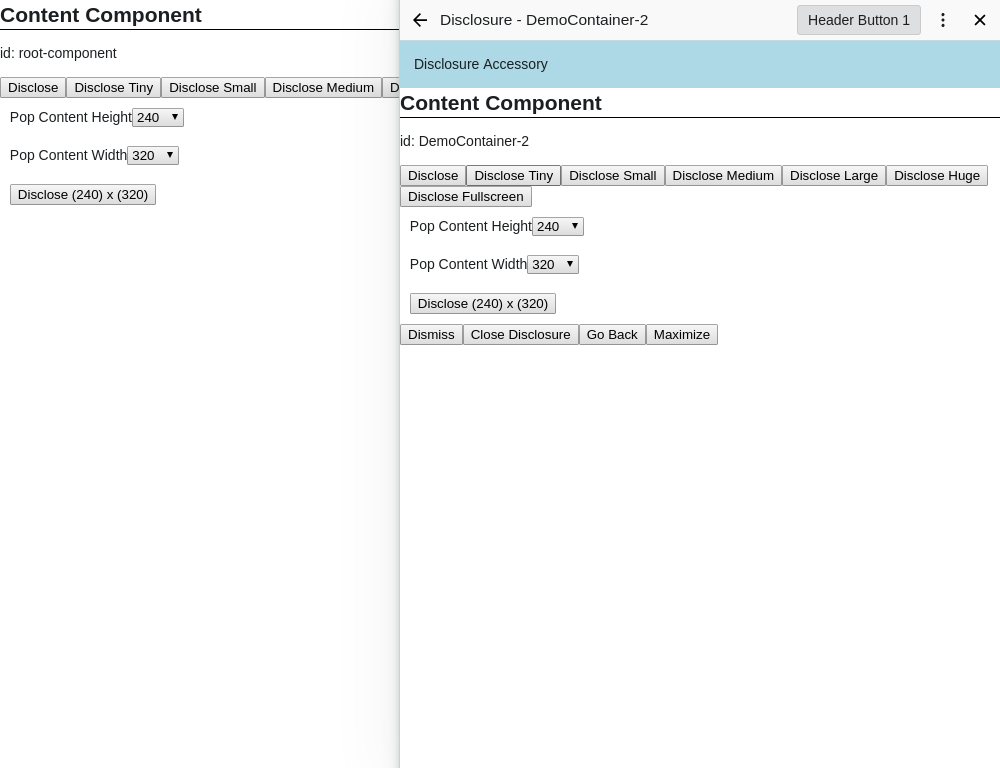 Content Component
id: root-component
Disclose Disclose Tiny Disclose Small Disclose Medium D
Pop Content Height 240
Pop Content Width 320
Disclose (240) x (320)
Disclosure - DemoContainer-2 Header Button 1
Disclosure Accessory
Content Component
id: DemoContainer-2
Disclose Disclose Tiny Disclose Small Disclose Medium Disclose Large Disclose Huge
Disclose Fullscreen
Pop Content Height 240
Pop Content Width 320
Disclose (240) x (320)
Dismiss Close Disclosure Go Back Maximize